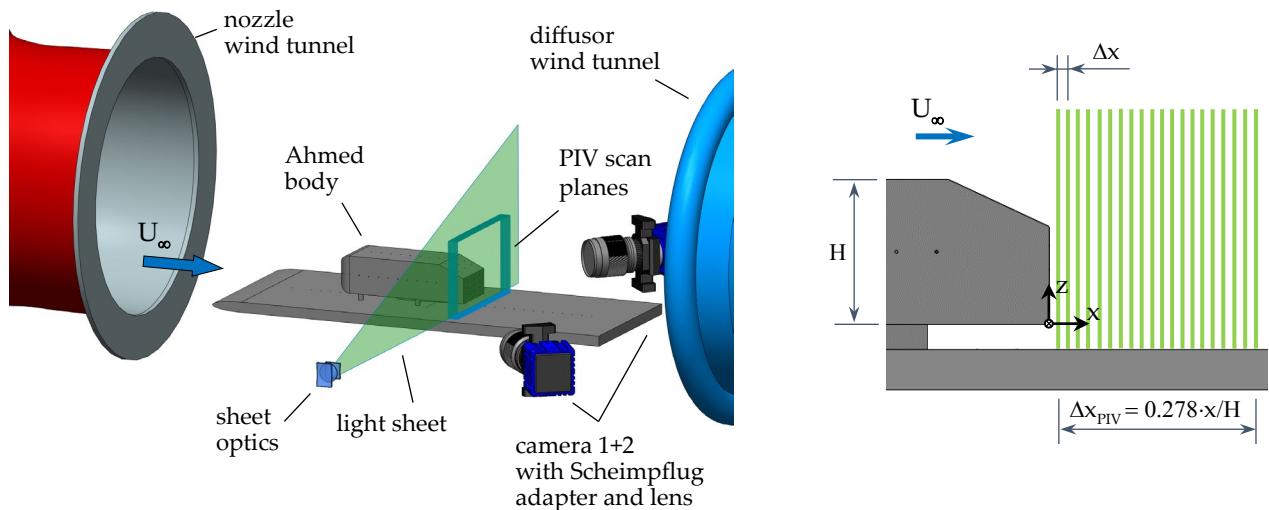 nozzle
wind tunnel
diffusor
wind tunnel
Ahmed
body
PIV scan
planes
U∞
sheet
optics
light sheet
camera 1+2
with Scheimpflug
adapter and lens
Δx
U∞
H
z
x
Δx_PIV = 0.278·x/H